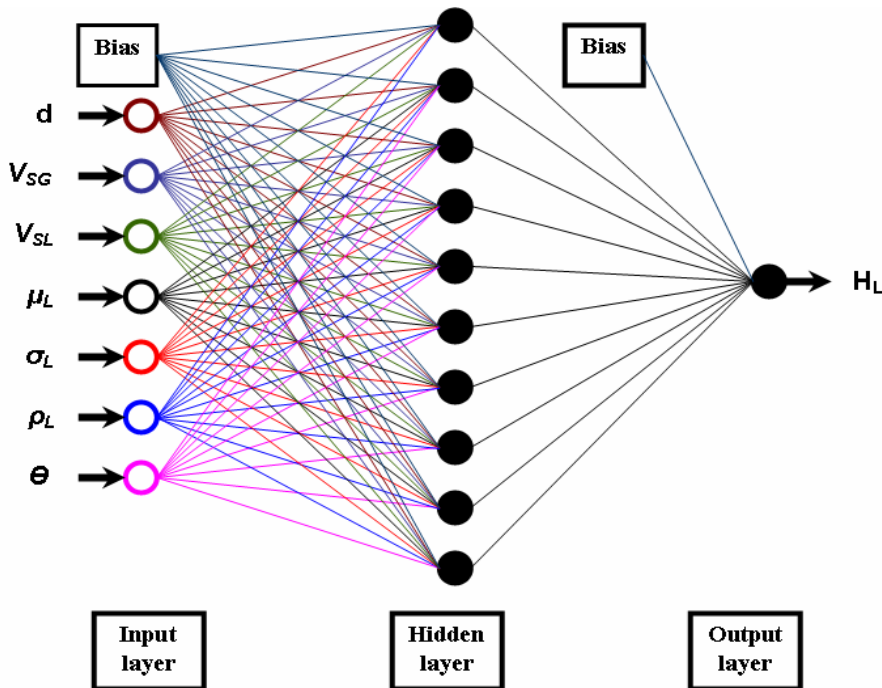 Bias
Bias
d
V_SG
V_SL
μ_L
σ_L
ρ_L
θ
H_L
Input
layer
Hidden
layer
Output
layer